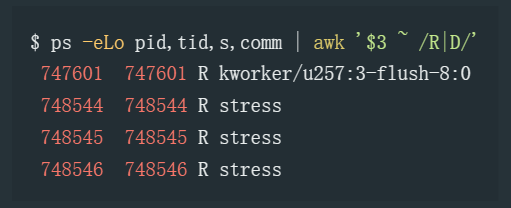 $ ps -eLo pid,tid,s,comm | awk '$3 ~ /R|D/'
747601  747601 R kworker/u257:3-flush-8:0
748544  748544 R stress
748545  748545 R stress
748546  748546 R stress